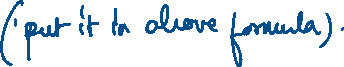 (put it in above formula).